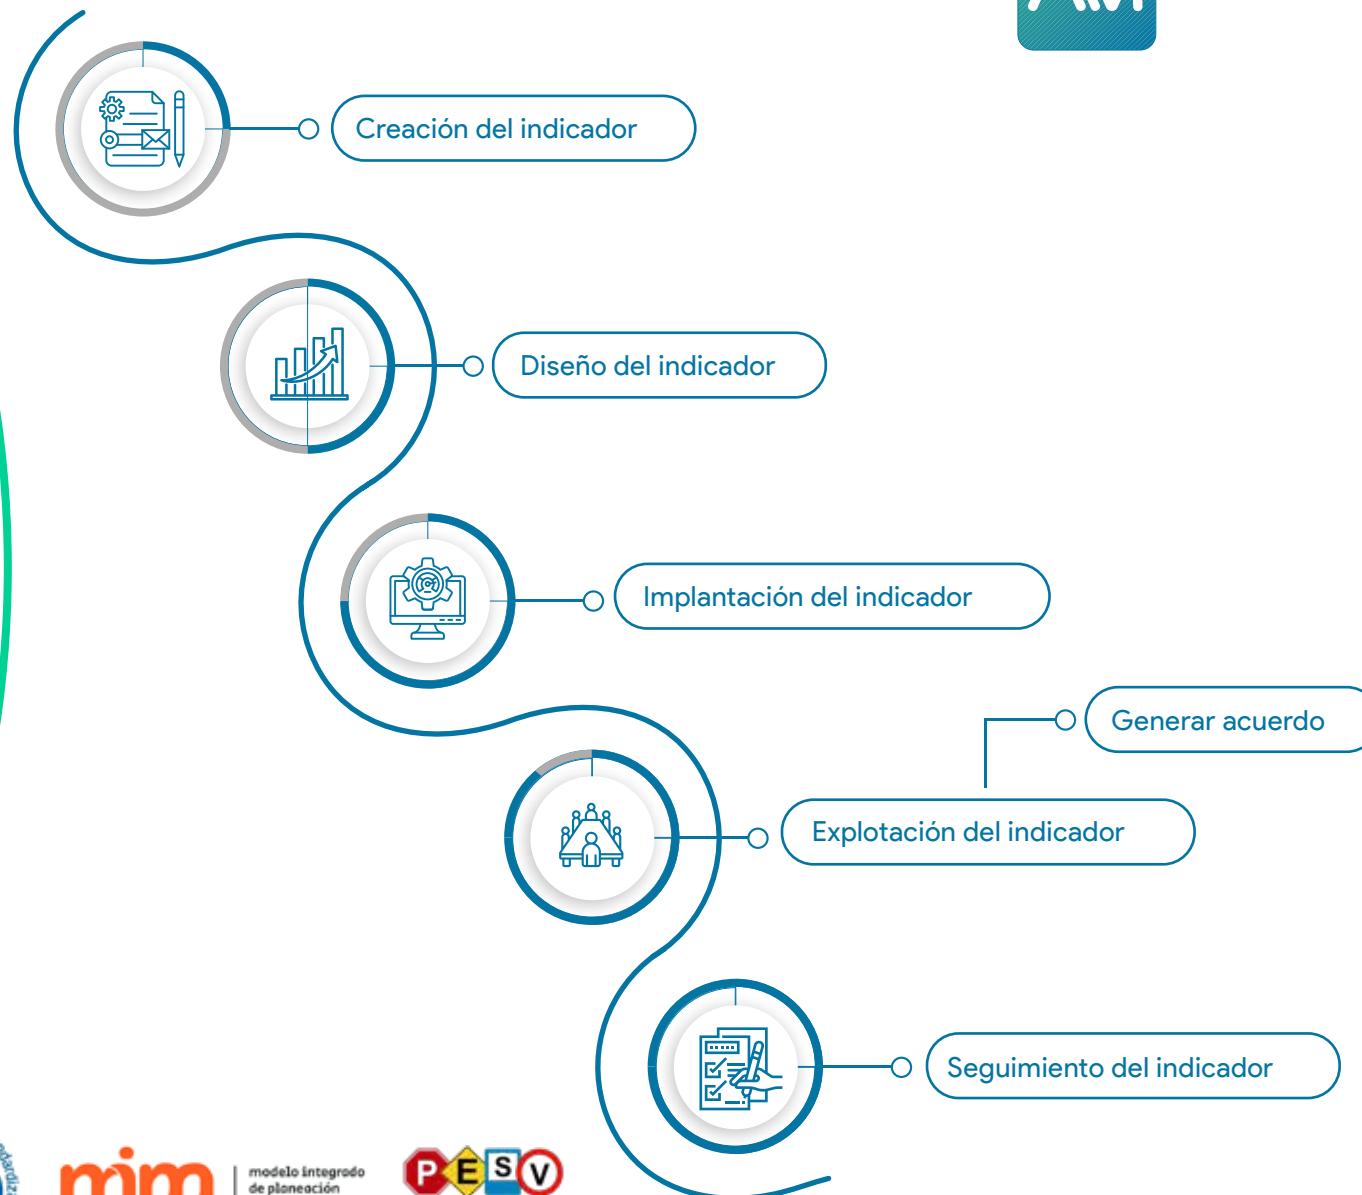 Creación del indicador
Diseño del indicador
Implantación del indicador
Generar acuerdo
Explotación del indicador
Seguimiento del indicador
mim
modelo integrado
de planeación
PESV